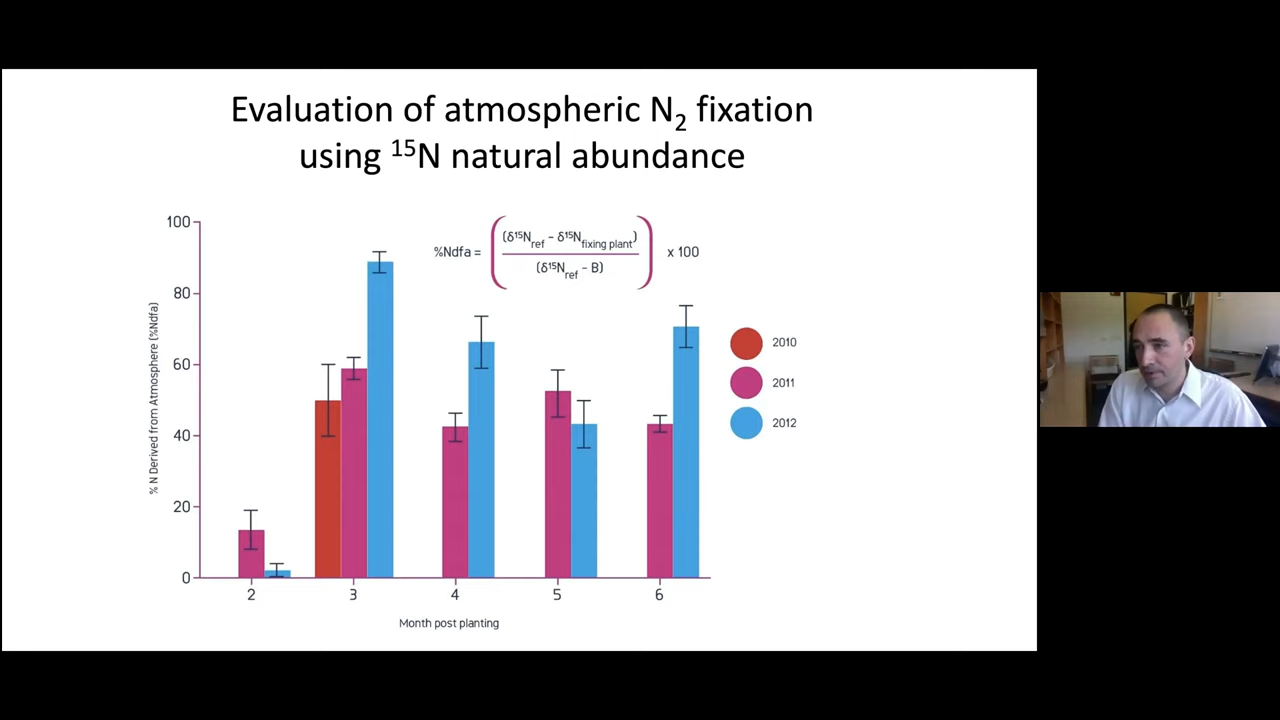 Evaluation of atmospheric N₂ fixation
using ¹⁵N natural abundance
100
80
60
40
20
0
% N Derived from Atmosphere (%Ndfa)
%Ndfa = (δ¹⁵Nref - δ¹⁵Nfixing plant) x 100
(δ¹⁵Nref - B)
2010
2011
2012
2 3 4 5 6
Month post planting